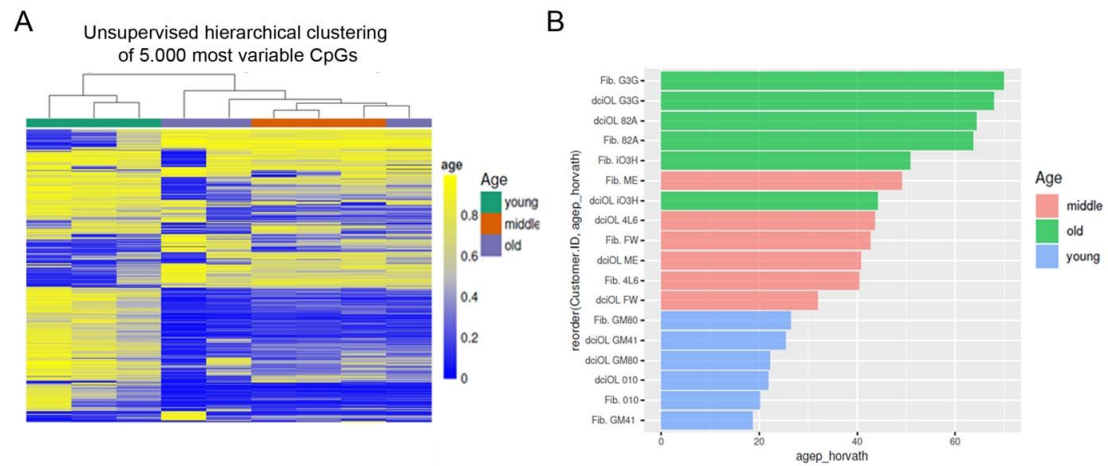 A
Unsupervised hierarchical clustering
of 5.000 most variable CpGs
age
0.8
0.6
0.4
0.2
0
Age
young
middle
old
B
reorder(Customer.ID, agep_horvath)
Fib. G3G
dciOL G3G
dciOL 82A
Fib. 82A
Fib. iO3H
Fib. ME
dciOL iO3H
dciOL 4L6
Fib. FW
dciOL ME
Fib. 4L6
dciOL FW
Fib. GM80
dciOL GM41
dciOL GM80
dciOL 010
Fib. 010
Fib. GM41
0 20 40 60
agep_horvath
Age
middle
old
young